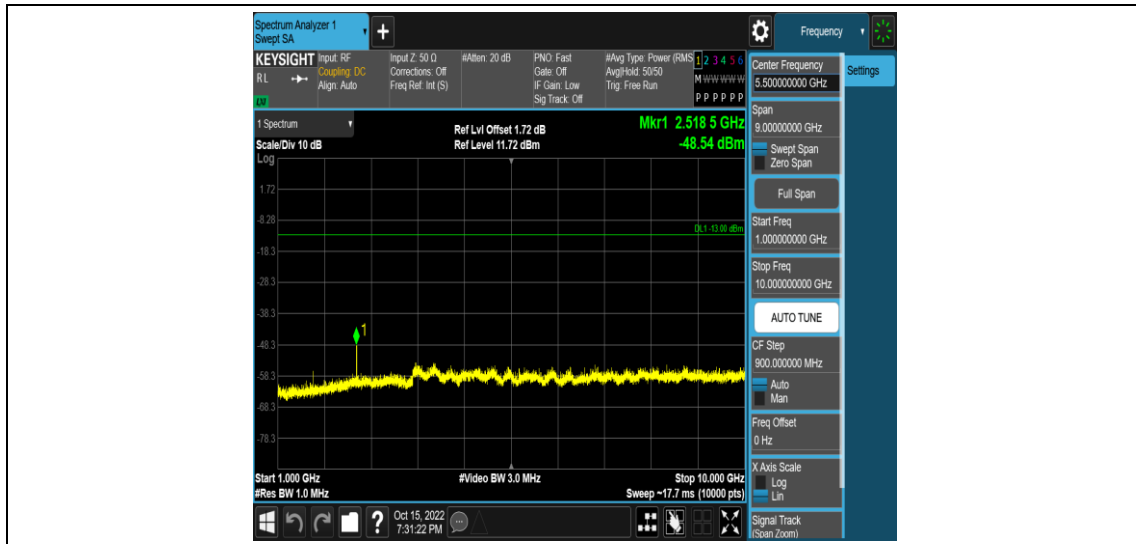 Spectrum Analyzer 1
Swept SA
+
Frequency
KEYSIGHT
RL
LXI
Input: RF
Coupling: DC
Align: Auto
Input Z: 50 Ω
Corrections: Off
Freq Ref: Int (S)
#Atten: 20 dB
PNO: Fast
Gate: Off
IF Gain: Low
Sig Track: Off
#Avg Type: Power (RMS
Avg|Hold: 50/50
Trig: Free Run
1 2 3 4 5 6
M W W W W W
P P P P P P
Center Frequency
5.500000000 GHz
Settings
1 Spectrum
Scale/Div 10 dB
Ref Lvl Offset 1.72 dB
Ref Level 11.72 dBm
Mkr1 2.518 5 GHz
-48.54 dBm
Log
1.72
-8.28
-18.3
-28.3
-38.3
-48.3
-58.3
-68.3
-78.3
DL1 -13.00 dBm
1
Start 1.000 GHz
#Res BW 1.0 MHz
#Video BW 3.0 MHz
Stop 10.000 GHz
Sweep ~17.7 ms (10000 pts)
Span
9.00000000 GHz
Swept Span
Zero Span
Full Span
Start Freq
1.000000000 GHz
Stop Freq
10.000000000 GHz
AUTO TUNE
CF Step
900.000000 MHz
Auto
Man
Freq Offset
0 Hz
X Axis Scale
Log
Lin
Signal Track
(Span Zoom)
?
Oct 15, 2022
7:31:22 PM